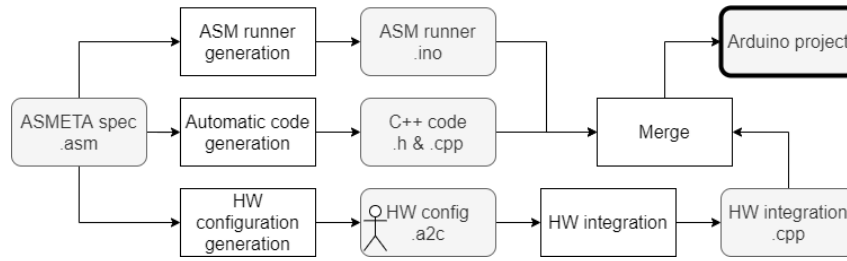 ASM runner
generation
ASM runner
.ino
Arduino project
ASMETA spec
.asm
Automatic code
generation
C++ code
.h & .cpp
Merge
HW
configuration
generation
HW config
.a2c
HW integration
HW integration
.cpp